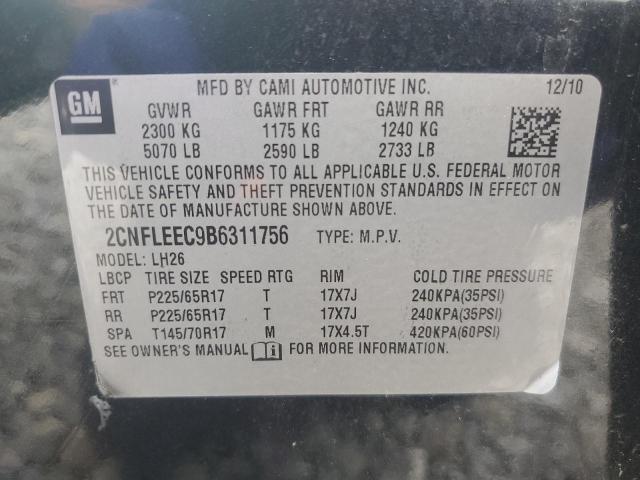 GM
MFD BY CAMI AUTOMOTIVE INC. 12/10
GVWR GAWR FRT GAWR RR
2300 KG 1175 KG 1240 KG
5070 LB 2590 LB 2733 LB
THIS VEHICLE CONFORMS TO ALL APPLICABLE U.S. FEDERAL MOTOR
VEHICLE SAFETY AND THEFT PREVENTION STANDARDS IN EFFECT ON
THE DATE OF MANUFACTURE SHOWN ABOVE.
2CNFLEEC9B6311756 TYPE: M.P.V.
MODEL: LH26
LBCP TIRE SIZE SPEED RTG RIM COLD TIRE PRESSURE
FRT P225/65R17 T 17X7J 240KPA(35PSI)
RR P225/65R17 T 17X7J 240KPA(35PSI)
SPA T145/70R17 M 17X4.5T 420KPA(60PSI)
SEE OWNER'S MANUAL FOR MORE INFORMATION.